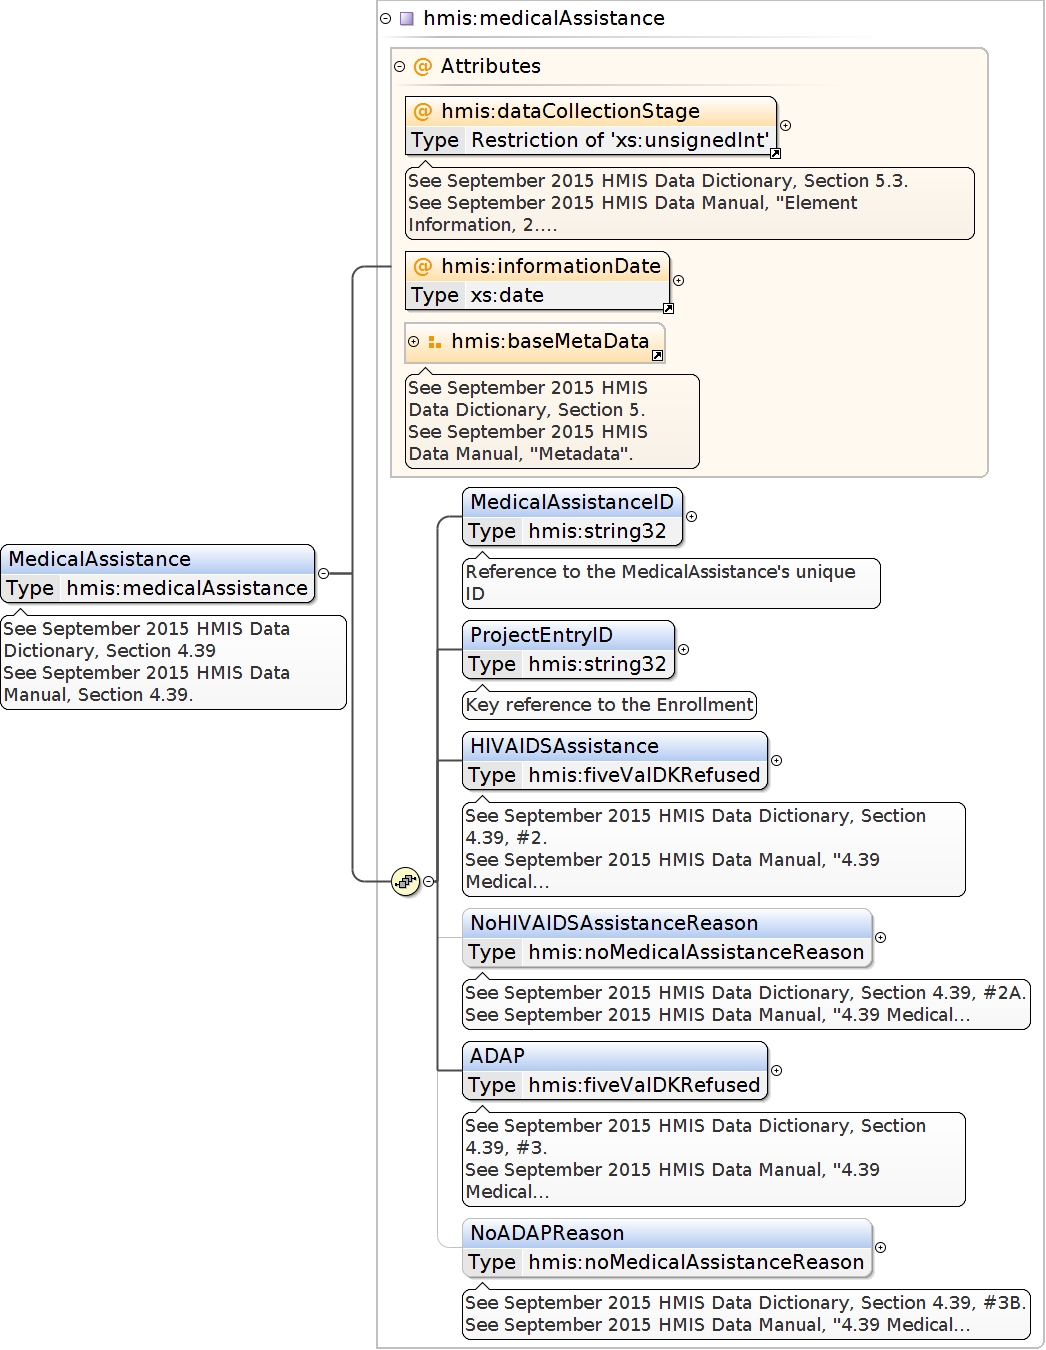 hmis:medicalAssistance
@ Attributes
@ hmis:dataCollectionStage
Type Restriction of 'xs:unsignedInt'
See September 2015 HMIS Data Dictionary, Section 5.3.
See September 2015 HMIS Data Manual, "Element
Information, 2....
@ hmis:informationDate
Type xs:date
hmis:baseMetaData
See September 2015 HMIS
Data Dictionary, Section 5.
See September 2015 HMIS
Data Manual, "Metadata".
MedicalAssistance
Type hmis:medicalAssistance
See September 2015 HMIS Data
Dictionary, Section 4.39
See September 2015 HMIS Data
Manual, Section 4.39.
MedicalAssistanceID
Type hmis:string32
Reference to the MedicalAssistance's unique
ID
ProjectEntryID
Type hmis:string32
Key reference to the Enrollment
HIVAIDSAssistance
Type hmis:fiveValDKRefused
See September 2015 HMIS Data Dictionary, Section
4.39, #2.
See September 2015 HMIS Data Manual, "4.39
Medical...
NoHIVAIDSAssistanceReason
Type hmis:noMedicalAssistanceReason
See September 2015 HMIS Data Dictionary, Section 4.39, #2A.
See September 2015 HMIS Data Manual, "4.39 Medical...
ADAP
Type hmis:fiveValDKRefused
See September 2015 HMIS Data Dictionary, Section
4.39, #3.
See September 2015 HMIS Data Manual, "4.39
Medical...
NoADAPReason
Type hmis:noMedicalAssistanceReason
See September 2015 HMIS Data Dictionary, Section 4.39, #3B.
See September 2015 HMIS Data Manual, "4.39 Medical...